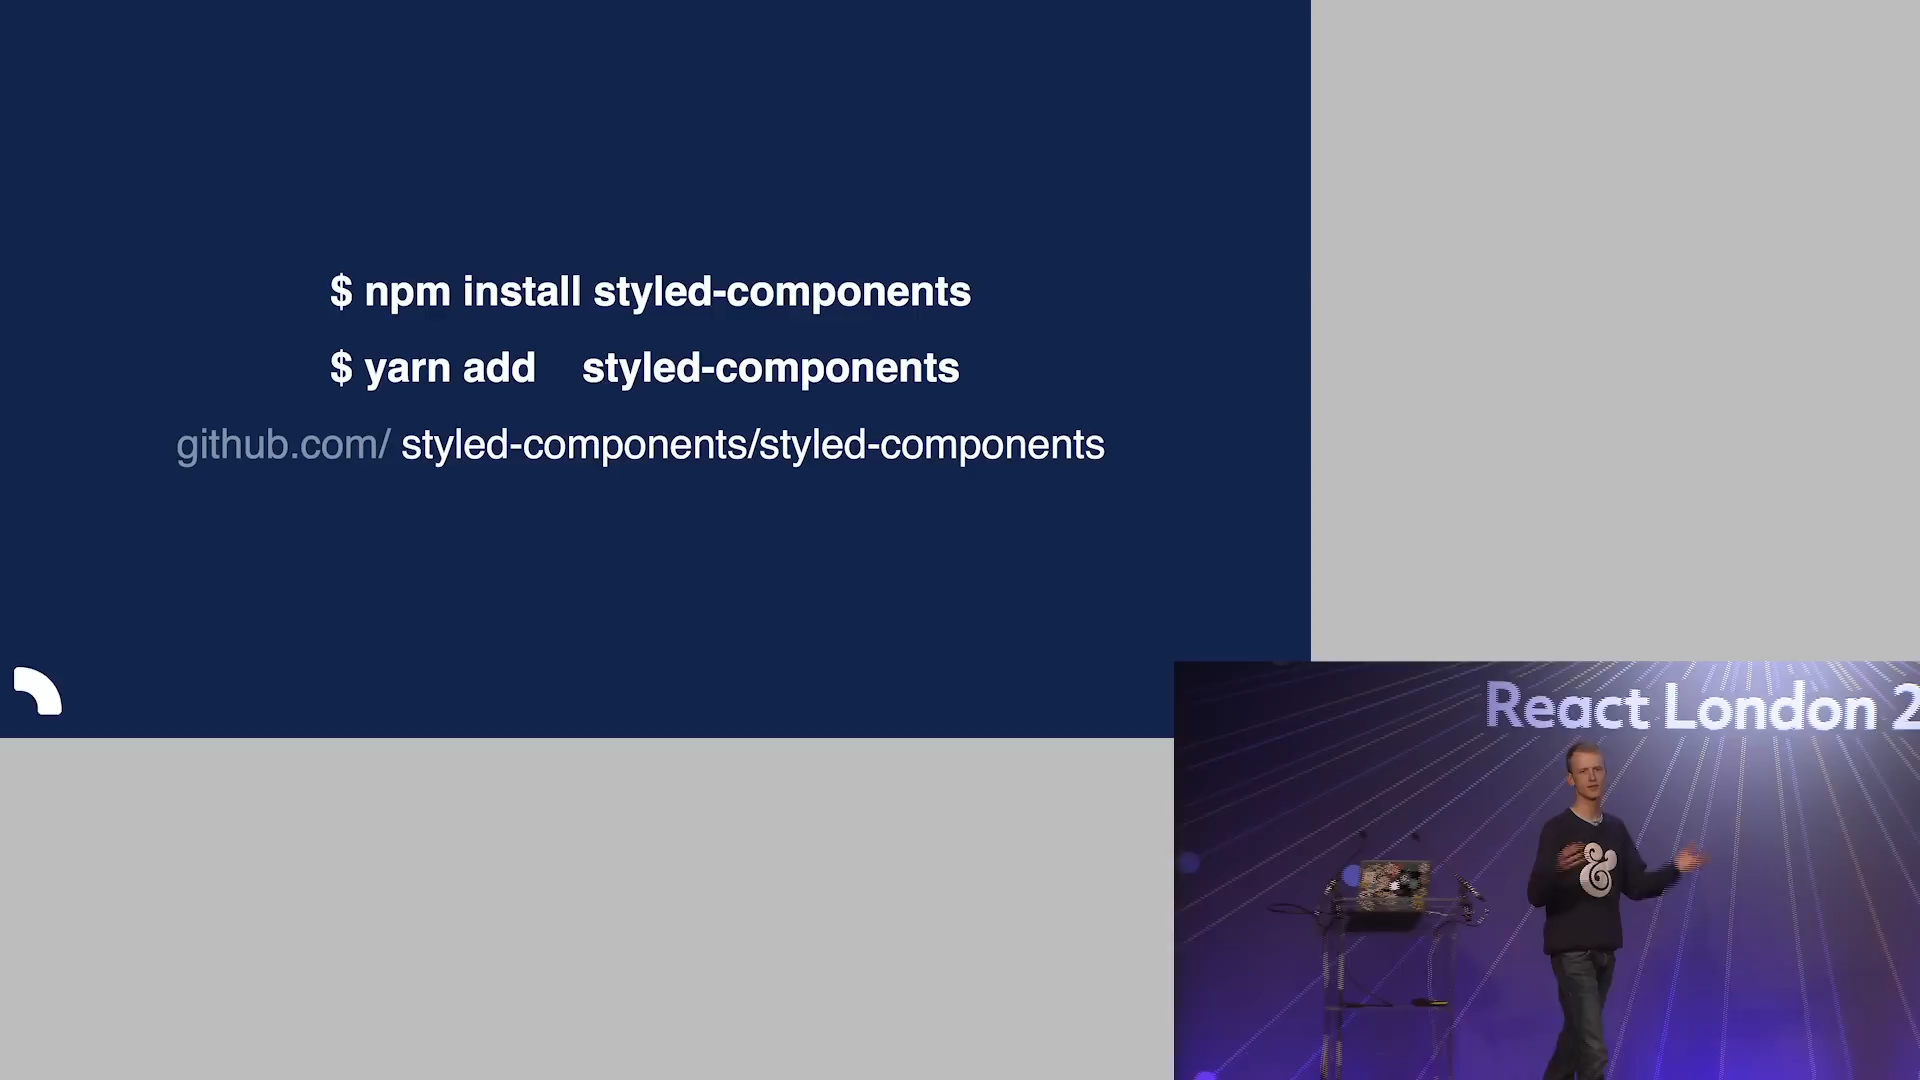 $ npm install styled-components
$ yarn add styled-components
github.com/ styled-components/styled-components
React London 2
&